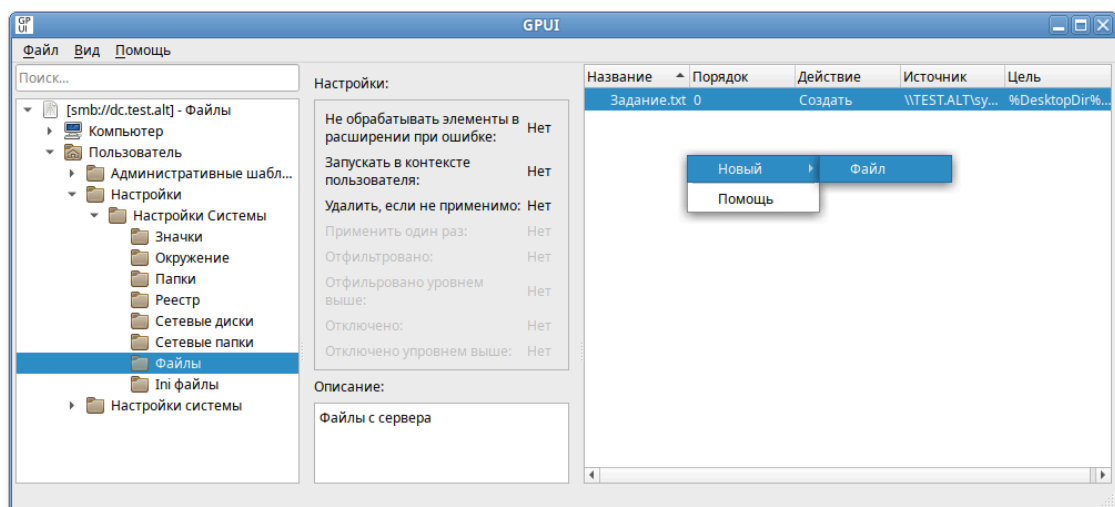 GPUI
GPUI
Файл Вид Помощь
Поиск...
[smb://dc.test.alt] - Файлы
Компьютер
Пользователь
Административные шабл...
Настройки
Настройки Системы
Значки
Окружение
Папки
Реестр
Сетевые диски
Сетевые папки
Файлы
Ini файлы
Настройки системы
Настройки:
Не обрабатывать элементы в
расширении при ошибке: Нет
Запускать в контексте
пользователя: Нет
Удалить, если не применимо: Нет
Применить один раз: Нет
Отфильтровано: Нет
Отфильровано уровнем
выше: Нет
Отключено: Нет
Отключено упровнем выше: Нет
Описание:
Файлы с сервера
Название Порядок Действие Источник Цель
Задание.txt 0 Создать \\TEST.ALT\sy... %DesktopDir%...
Новый Файл
Помощь